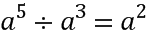 a⁵ ÷ a³ = a²